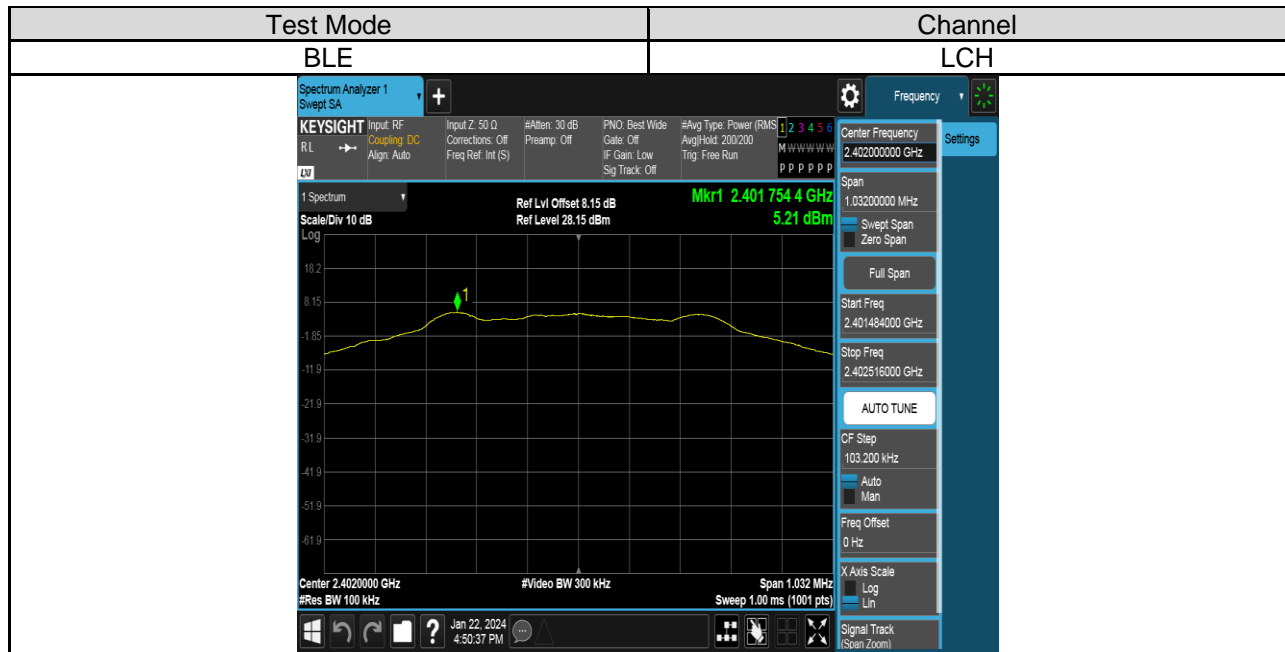 Test Mode Channel
BLE LCH
Spectrum Analyzer 1
Swept SA
Frequency
KEYSIGHT Input: RF Input Z: 50 Ω #Atten: 30 dB PNO: Best Wide #Avg Type: Power (RMS 1 2 3 4 5 6
Coupling: DC Corrections: Off Preamp: Off Gate: Off Avg|Hold: 200/200 M W W W W W
RL Align: Auto Freq Ref: Int (S) IF Gain: Low Trig: Free Run
Sig Track: Off P P P P P P
LXI
1 Spectrum
Ref Lvl Offset 8.15 dB Mkr1 2.401 754 4 GHz
Scale/Div 10 dB Ref Level 28.15 dBm 5.21 dBm
Log
18.2
8.15
-1.85
-11.9
-21.9
-31.9
-41.9
-51.9
-61.9
1
Center 2.4020000 GHz #Video BW 300 kHz Span 1.032 MHz
#Res BW 100 kHz Sweep 1.00 ms (1001 pts)
Center Frequency
2.402000000 GHz
Settings
Span
1.03200000 MHz
Swept Span
Zero Span
Full Span
Start Freq
2.401484000 GHz
Stop Freq
2.402516000 GHz
AUTO TUNE
CF Step
103.200 kHz
Auto
Man
Freq Offset
0 Hz
X Axis Scale
Log
Lin
Signal Track
(Span Zoom)
? Jan 22, 2024
4:50:37 PM